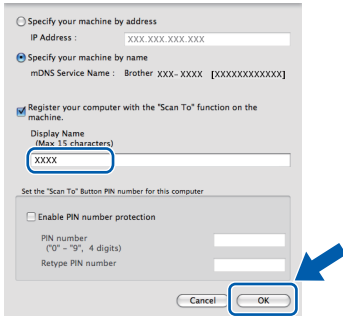 Specify your machine by address
IP Address : XXX.XXX.XXX.XXX
Specify your machine by name
mDNS Service Name : Brother XXX-XXXX [XXXXXXXXXXXX]
Register your computer with the "Scan To" function on the
machine.
Display Name
(Max 15 characters)
XXXX
Set the "Scan To" Button PIN number for this computer
Enable PIN number protection
PIN number
("0" – "9", 4 digits)
Retype PIN number
Cancel OK